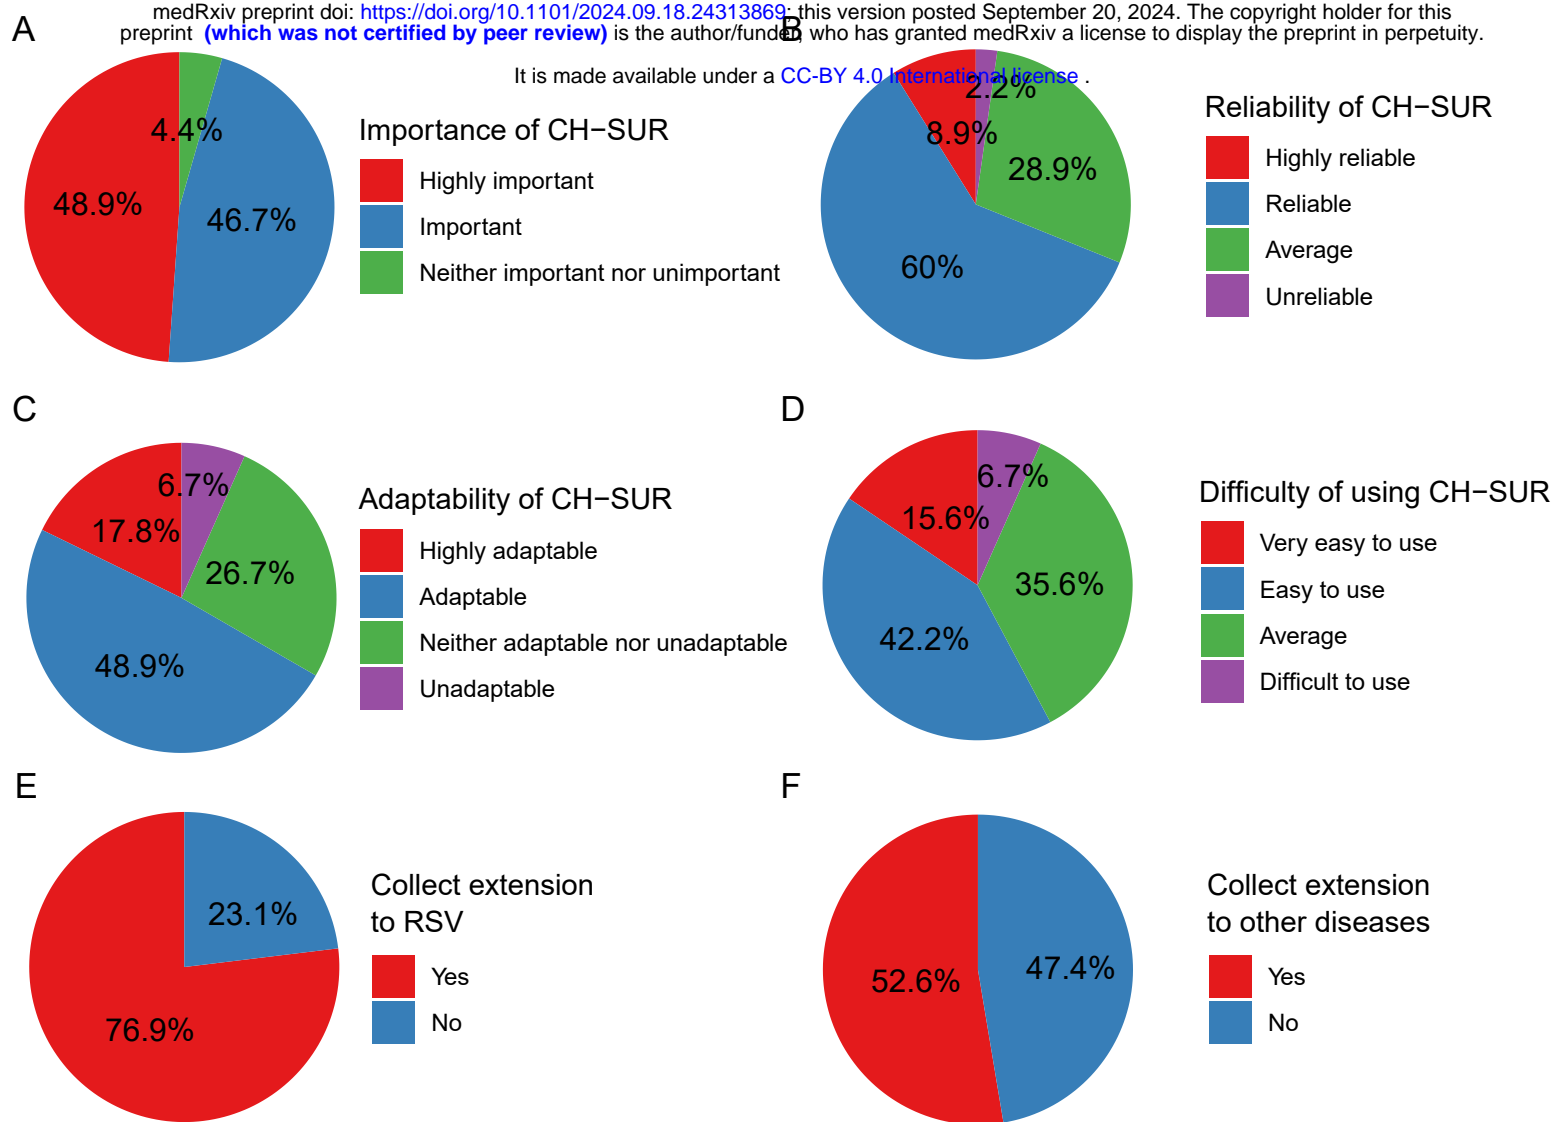 medRxiv preprint doi: https://doi.org/10.1101/2024.09.18.24313869; this version posted September 20, 2024. The copyright holder for this
preprint (which was not certified by peer review) is the author/funder, who has granted medRxiv a license to display the preprint in perpetuity.
It is made available under a CC-BY 4.0 International license .
A
4.4%
48.9%
46.7%
Importance of CH−SUR
Highly important
Important
Neither important nor unimportant
B
2.2%
8.9%
28.9%
60%
Reliability of CH−SUR
Highly reliable
Reliable
Average
Unreliable
C
6.7%
17.8%
26.7%
48.9%
Adaptability of CH−SUR
Highly adaptable
Adaptable
Neither adaptable nor unadaptable
Unadaptable
D
6.7%
15.6%
35.6%
42.2%
Difficulty of using CH−SUR
Very easy to use
Easy to use
Average
Difficult to use
E
23.1%
76.9%
Collect extension
to RSV
Yes
No
F
52.6%
47.4%
Collect extension
to other diseases
Yes
No